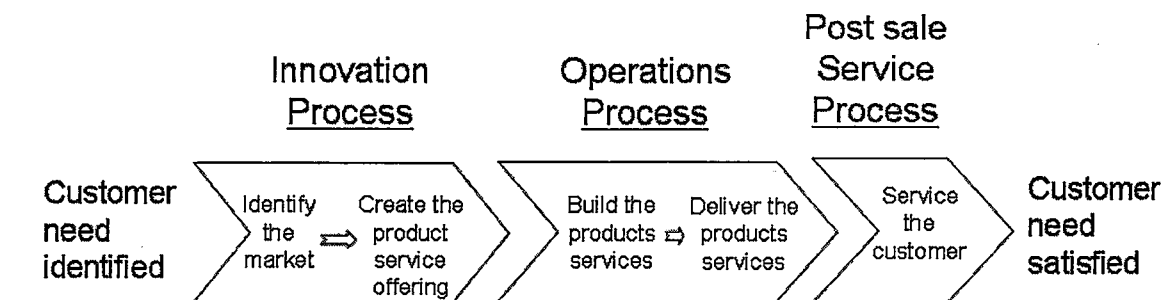 Innovation
Process
Operations
Process
Post sale
Service
Process
Customer
need
identified
Identify
the
market
Create the
product
service
offering
Build the
products
services
Deliver the
products
services
Service
the
customer
Customer
need
satisfied